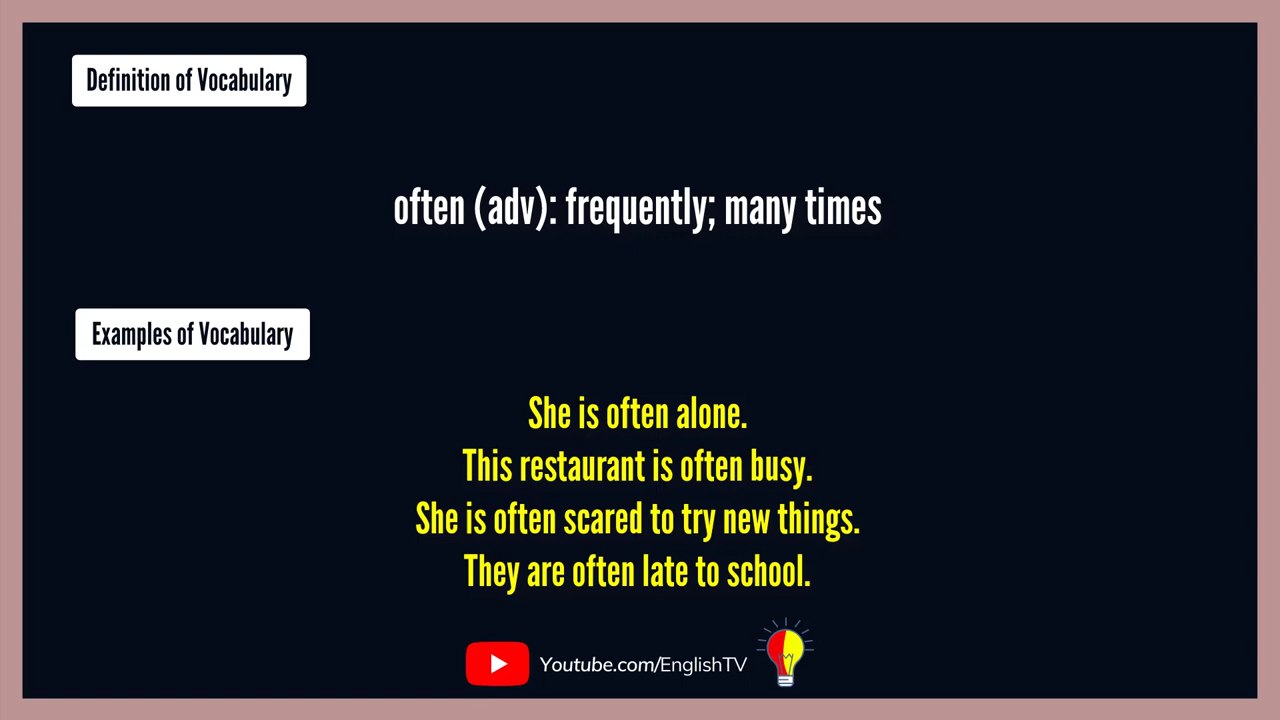 Definition of Vocabulary
often (adv): frequently; many times
Examples of Vocabulary
She is often alone.
This restaurant is often busy.
She is often scared to try new things.
They are often late to school.
Youtube.com/EnglishTV